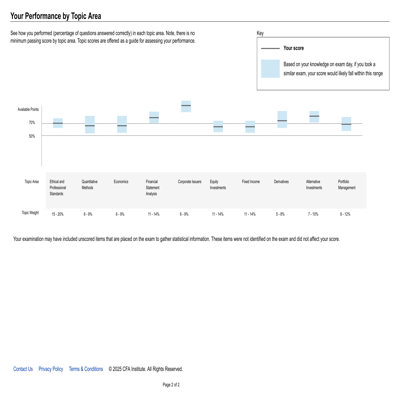 Your Performance by Topic Area
See how you performed (percentage of questions answered correctly) in each topic area. Note, there is no
minimum passing score by topic area. Topic scores are offered as a guide for assessing your performance.
Key
Your score
Based on your knowledge on exam day, if you took a
similar exam, your score would likely fall within this range
Available Points
70%
50%
Topic Area
Ethical and
Professional
Standards
Quantitative
Methods
Economics
Financial
Statement
Analysis
Corporate Issuers
Equity
Investments
Fixed Income
Derivatives
Alternative
Investments
Portfolio
Management
Topic Weight
15 - 20%
6 - 9%
6 - 9%
11 - 14%
6 - 9%
11 - 14%
11 - 14%
5 - 8%
7 - 10%
8 - 12%
Your examination may have included unscored items that are placed on the exam to gather statistical information. These items were not identified on the exam and did not affect your score.
Contact Us Privacy Policy Terms & Conditions © 2025 CFA Institute. All Rights Reserved.
Page 2 of 2